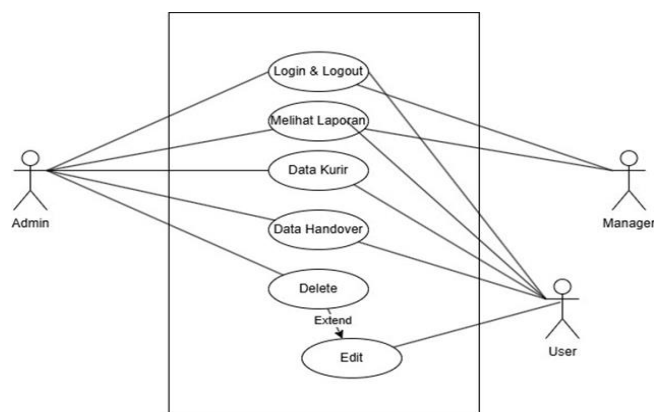 Login & Logout
Melihat Laporan
Data Kurir
Admin
Manager
Data Handover
Delete
Extend
Edit
User